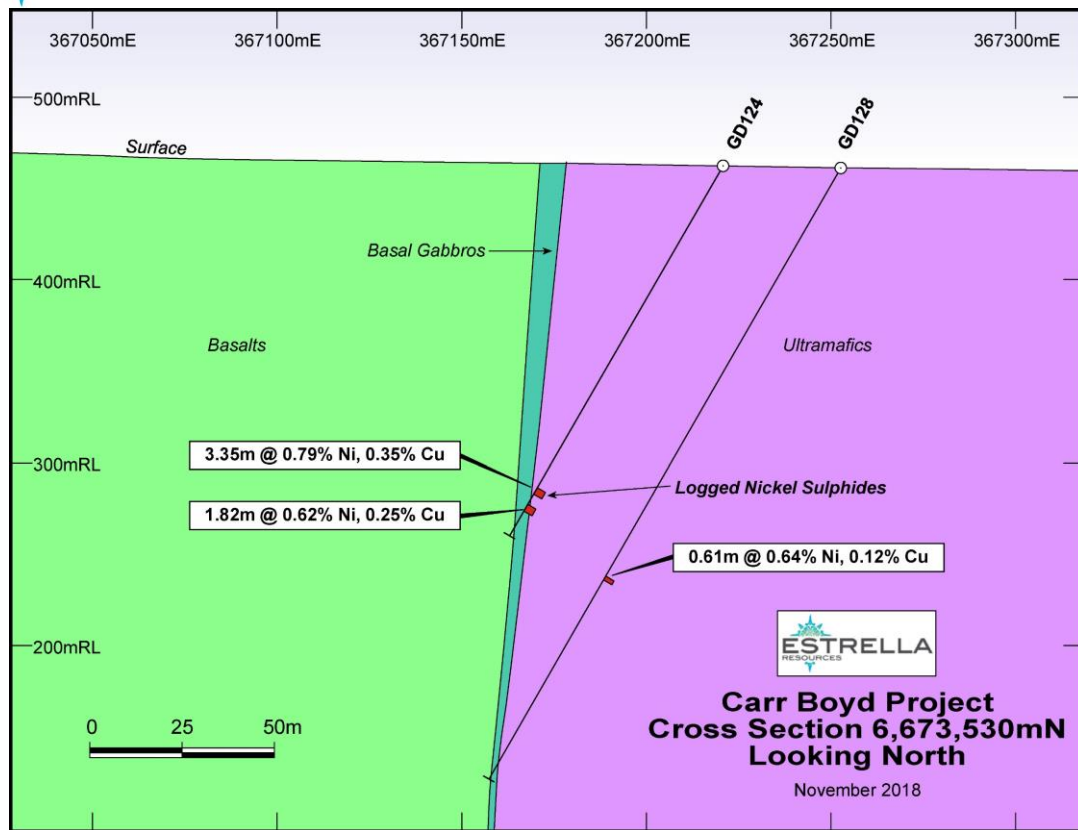 367050mE
367100mE
367150mE
367200mE
367250mE
367300mE
500mRL
GD124
GD128
Surface
Basal Gabbros
400mRL
Basalts
Ultramafics
3.35m @ 0.79% Ni, 0.35% Cu
300mRL
Logged Nickel Sulphides
1.82m @ 0.62% Ni, 0.25% Cu
0.61m @ 0.64% Ni, 0.12% Cu
200mRL
ESTRELLA
RESOURCES
0 25 50m
Carr Boyd Project
Cross Section 6,673,530mN
Looking North
November 2018